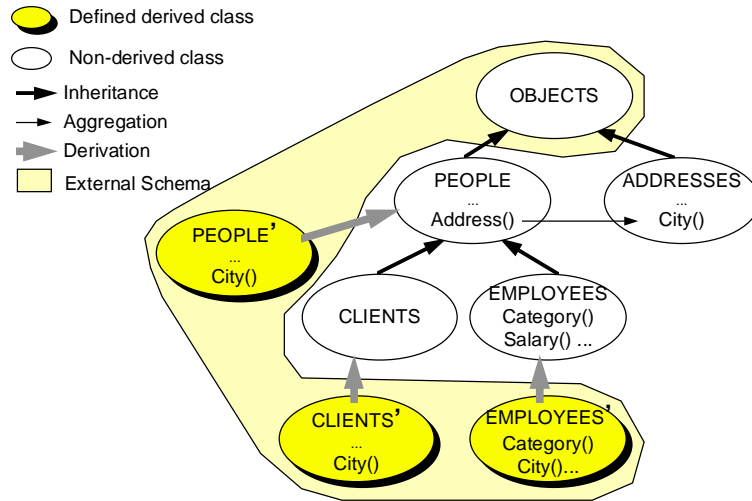 Defined derived class
Non-derived class
Inheritance
Aggregation
Derivation
External Schema
OBJECTS
PEOPLE
...
Address()
ADDRESSES
...
City()
PEOPLE’
...
City()
CLIENTS
EMPLOYEES
Category()
Salary() ...
CLIENTS’
...
City()
EMPLOYEES’
Category()
City()...